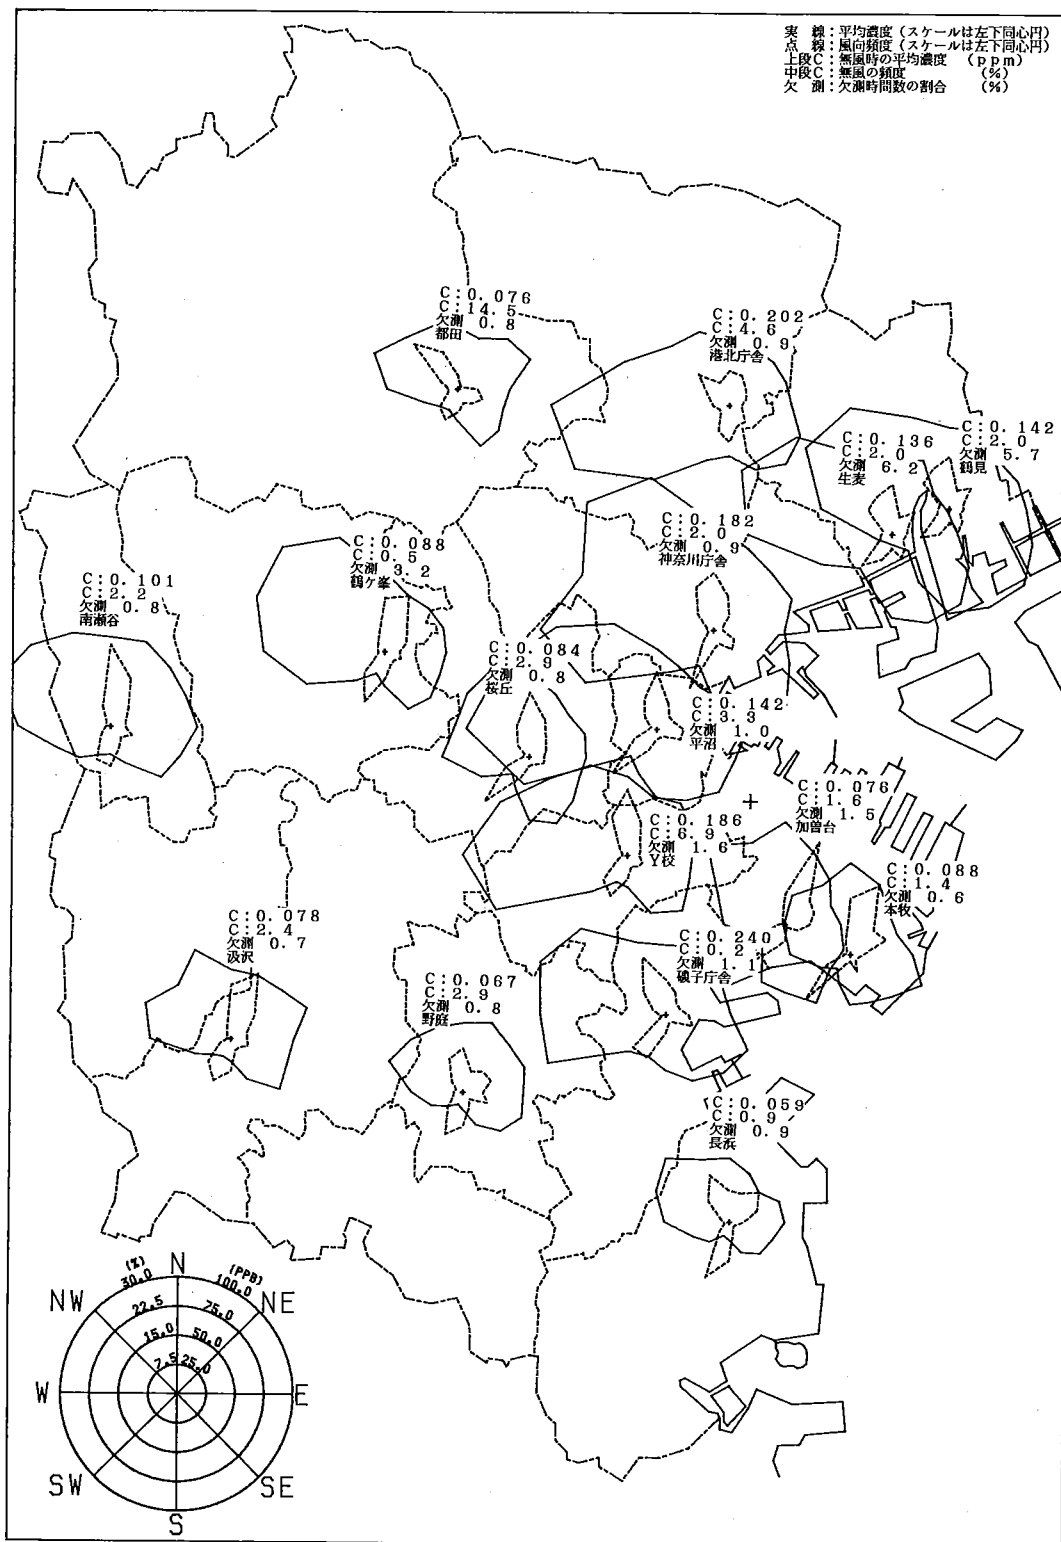 実　線：平均濃度（スケールは左下同心円）
点　線：風向頻度（スケールは左下同心円）
上段C：無風時の平均濃度　（ppm）
中段C：無風の頻度　（%）
欠　測：欠測時間数の割合　（%）
C：0.076
C：14.5
欠測 0.8
都田
C：0.202
C：4.6
欠測 0.9
港北庁舎
C：0.142
C：2.0
欠測 5.7
鶴見
C：0.136
C：2.0
欠測 6.2
生麦
C：0.182
C：2.0
欠測 0.9
神奈川庁舎
C：0.088
C：0.5
欠測 3.2
鶴ケ峯
C：0.101
C：2.2
欠測 0.8
南瀬谷
C：0.084
C：2.9
欠測 0.8
桜丘
C：0.142
C：3.3
欠測 1.0
平沼
C：0.076
C：1.6
欠測 1.5
加曽台
C：0.186
C：6.9
欠測 1.6
Y校
C：0.088
C：1.4
欠測 0.6
本牧
C：0.078
C：2.4
欠測 0.7
汲沢
C：0.240
C：0.2
欠測 1.1
磯子庁舎
C：0.067
C：2.9
欠測 0.8
野庭
C：0.059
C：0.9
欠測 0.9
長浜
(%) N (PPB)
30.0 100.0
NW NE
22.5 75.0
15.0 50.0
7.5 25.0
W E
SW SE
S